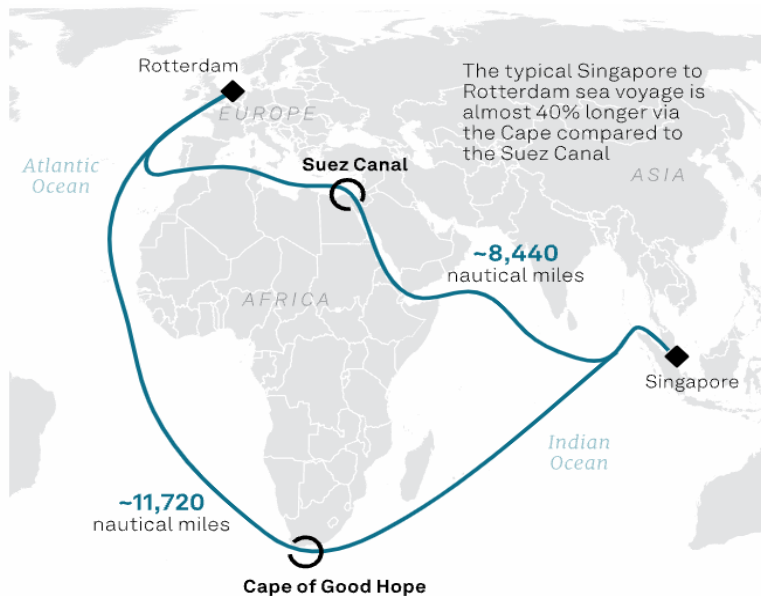 Rotterdam
The typical Singapore to
Rotterdam sea voyage is
almost 40% longer via
the Cape compared to
the Suez Canal
EUROPE
Atlantic
Ocean
Suez Canal
ASIA
~8,440
nautical miles
AFRICA
Singapore
Indian
Ocean
~11,720
nautical miles
Cape of Good Hope